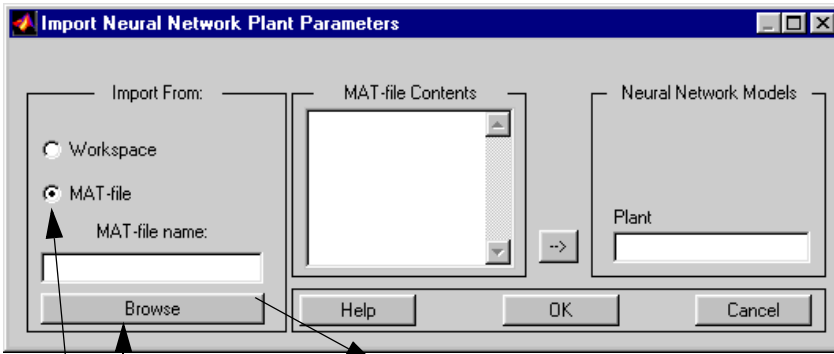 Import Neural Network Plant Parameters
Import From:
Workspace
MAT-file
MAT-file name:
Browse
MAT-file Contents
-->
Neural Network Models
Plant
Help
OK
Cancel